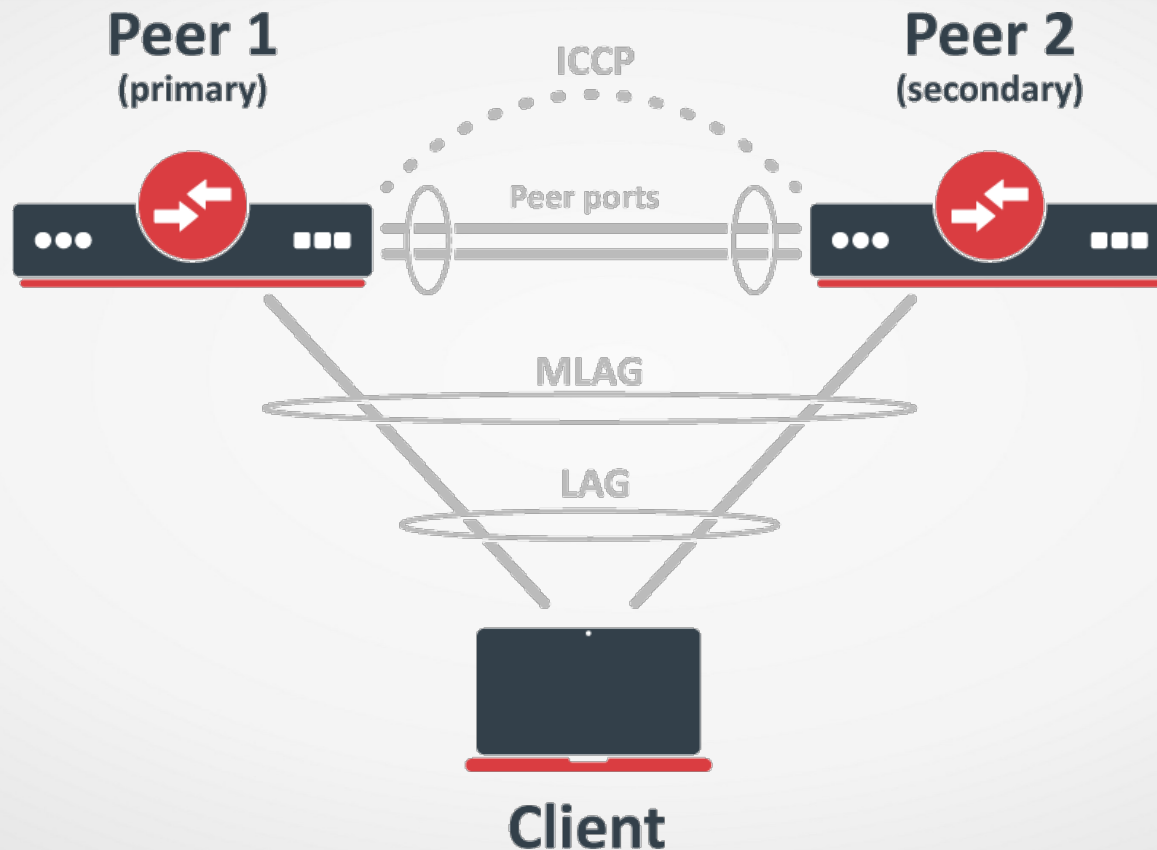 Peer 1
(primary)
ICCP
Peer 2
(secondary)
Peer ports
MLAG
LAG
Client